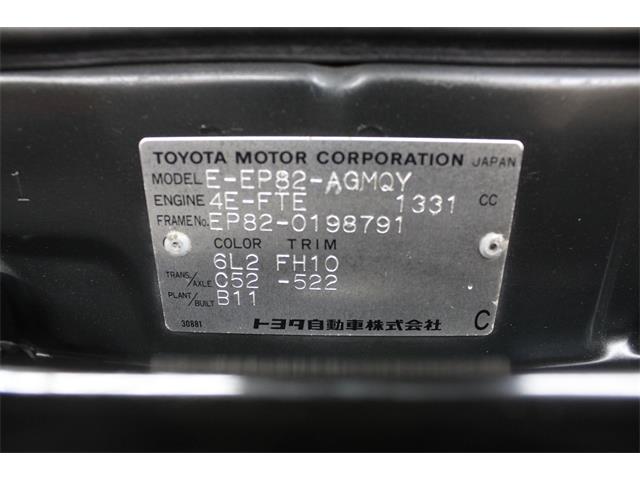 TOYOTA MOTOR CORPORATION JAPAN
MODEL E-EP82-AGMQY
ENGINE 4E-FTE 1331 CC
FRAME No. EP82-0198791
COLOR TRIM
6L2 FH10
TRANS./AXLE C52 -522
PLANT/BUILT B11
30881 トヨタ自動車株式会社 C